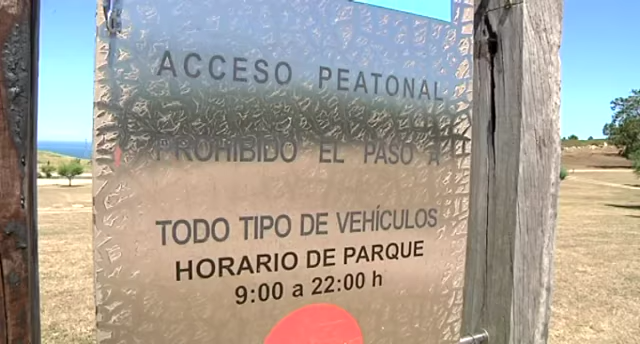 ACCESO PEATONAL
PROHIBIDO EL PASO A
TODO TIPO DE VEHÍCULOS
HORARIO DE PARQUE
9:00 a 22:00 h